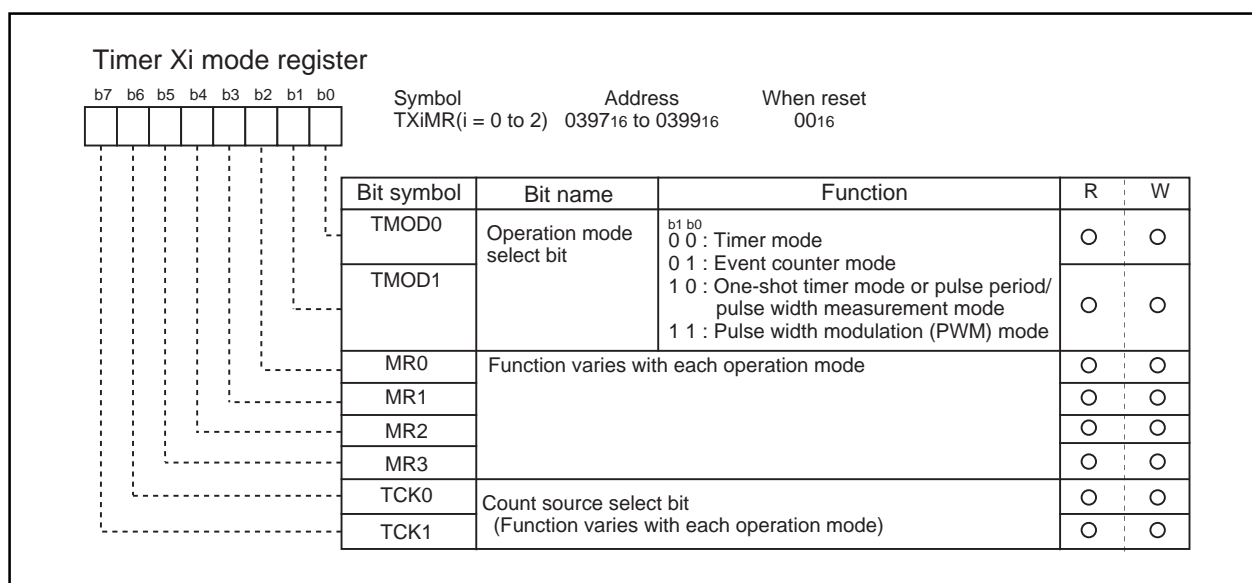 Timer Xi mode register
b7 b6 b5 b4 b3 b2 b1 b0
Symbol Address When reset
TXiMR(i = 0 to 2) 039716 to 039916 0016
Bit symbol Bit name Function R W
TMOD0
Operation mode
select bit
b1 b0
0 0 : Timer mode
0 1 : Event counter mode
TMOD1
1 0 : One-shot timer mode or pulse period/
pulse width measurement mode
1 1 : Pulse width modulation (PWM) mode
MR0 Function varies with each operation mode
MR1
MR2
MR3
TCK0
Count source select bit
(Function varies with each operation mode)
TCK1